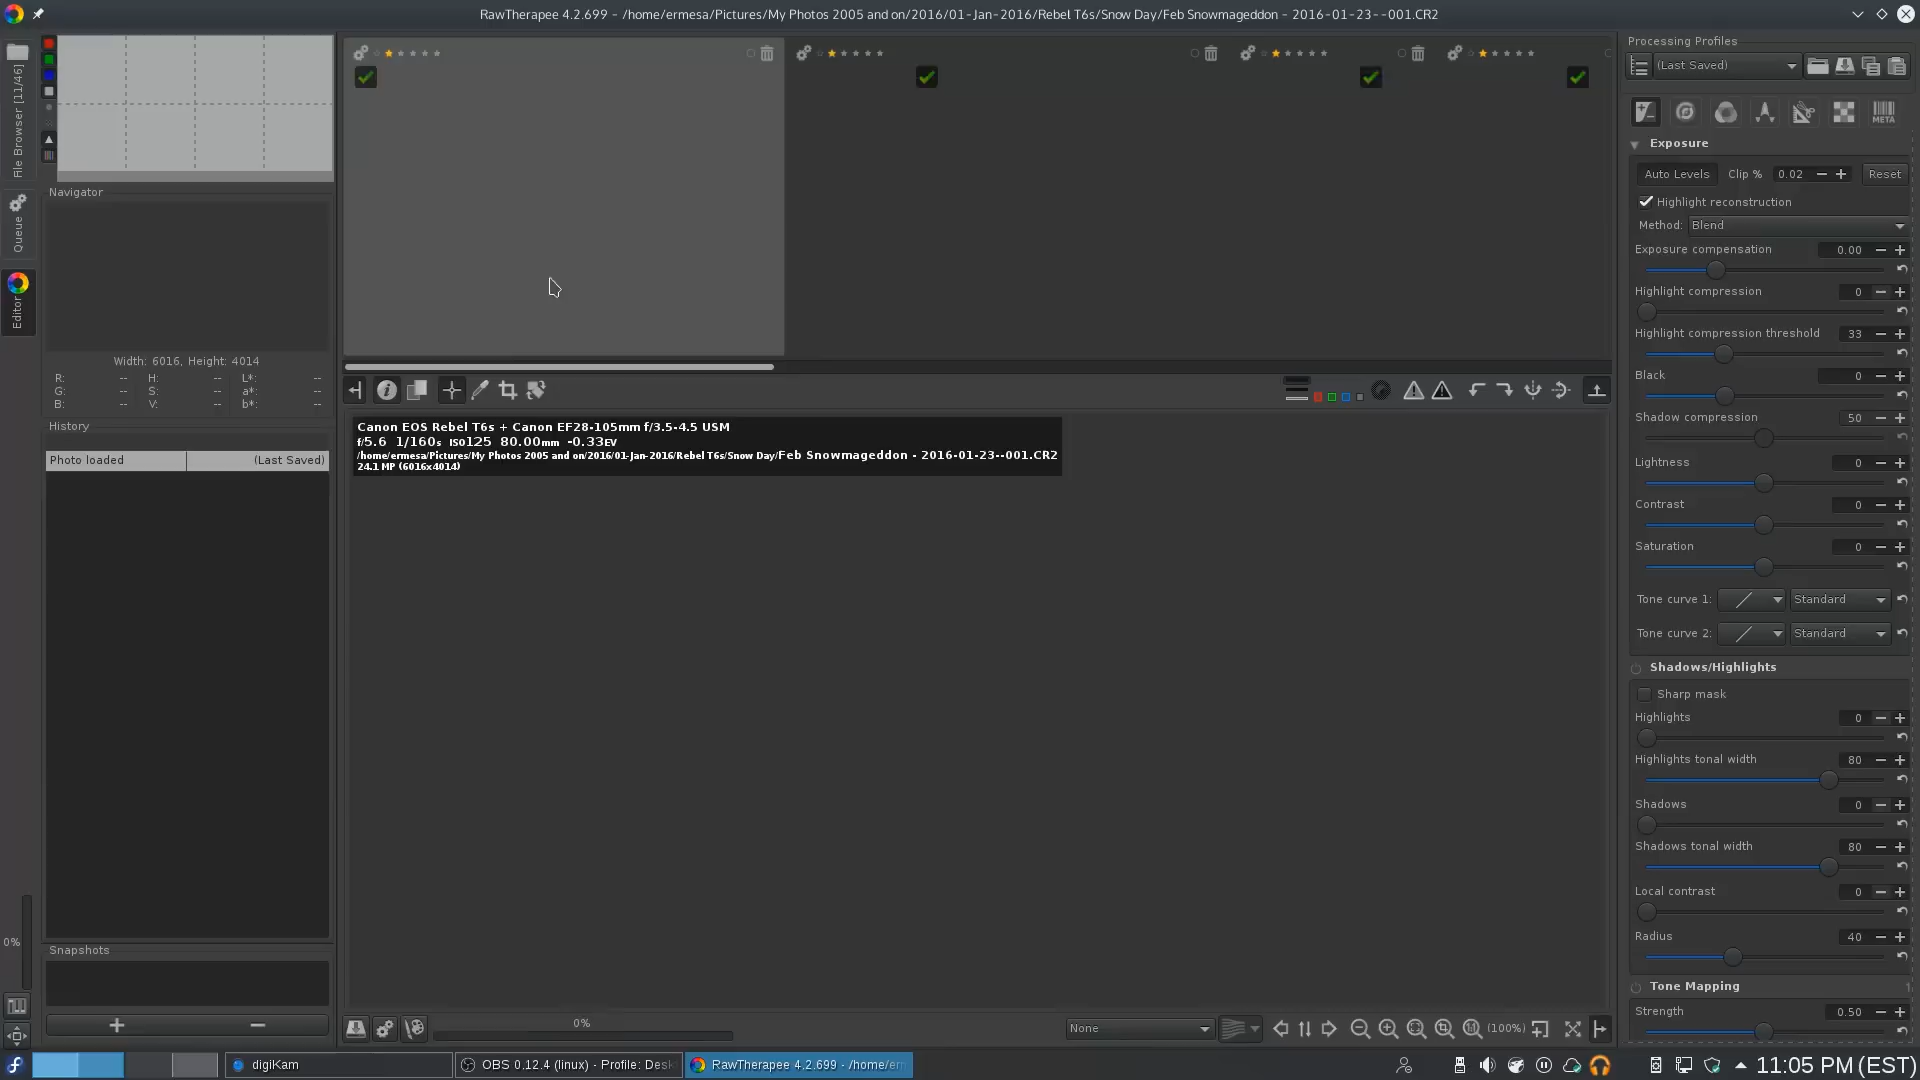 RawTherapee 4.2.699 - /home/ermesa/Pictures/My Photos 2005 and on/2016/01-Jan-2016/Rebel T6s/Snow Day/Feb Snowmageddon - 2016-01-23--001.CR2
File Browser [11/46]
Queue
Editor
Navigator
Width: 6016, Height: 4014
R: -- H: -- L*: --
G: -- S: -- a*: --
B: -- V: -- b*: --
History
Photo loaded (Last Saved)
0%
Snapshots
Canon EOS Rebel T6s + Canon EF28-105mm f/3.5-4.5 USM
f/5.6 1/160s ISO125 80.00mm -0.33EV
/home/ermesa/Pictures/My Photos 2005 and on/2016/01-Jan-2016/Rebel T6s/Snow Day/Feb Snowmageddon - 2016-01-23--001.CR2
24.1 MP (6016x4014)
0%
None
(100%)
Processing Profiles
(Last Saved)
META
Exposure
Auto Levels Clip % 0.02 Reset
Highlight reconstruction
Method: Blend
Exposure compensation 0.00
Highlight compression 0
Highlight compression threshold 33
Black 0
Shadow compression 50
Lightness 0
Contrast 0
Saturation 0
Tone curve 1: Standard
Tone curve 2: Standard
Shadows/Highlights
Sharp mask
Highlights 0
Highlights tonal width 80
Shadows 0
Shadows tonal width 80
Local contrast 0
Radius 40
Tone Mapping
Strength 0.50
digiKam
OBS 0.12.4 (linux) - Profile: Desk
RawTherapee 4.2.699 - /home/er
11:05 PM (EST)